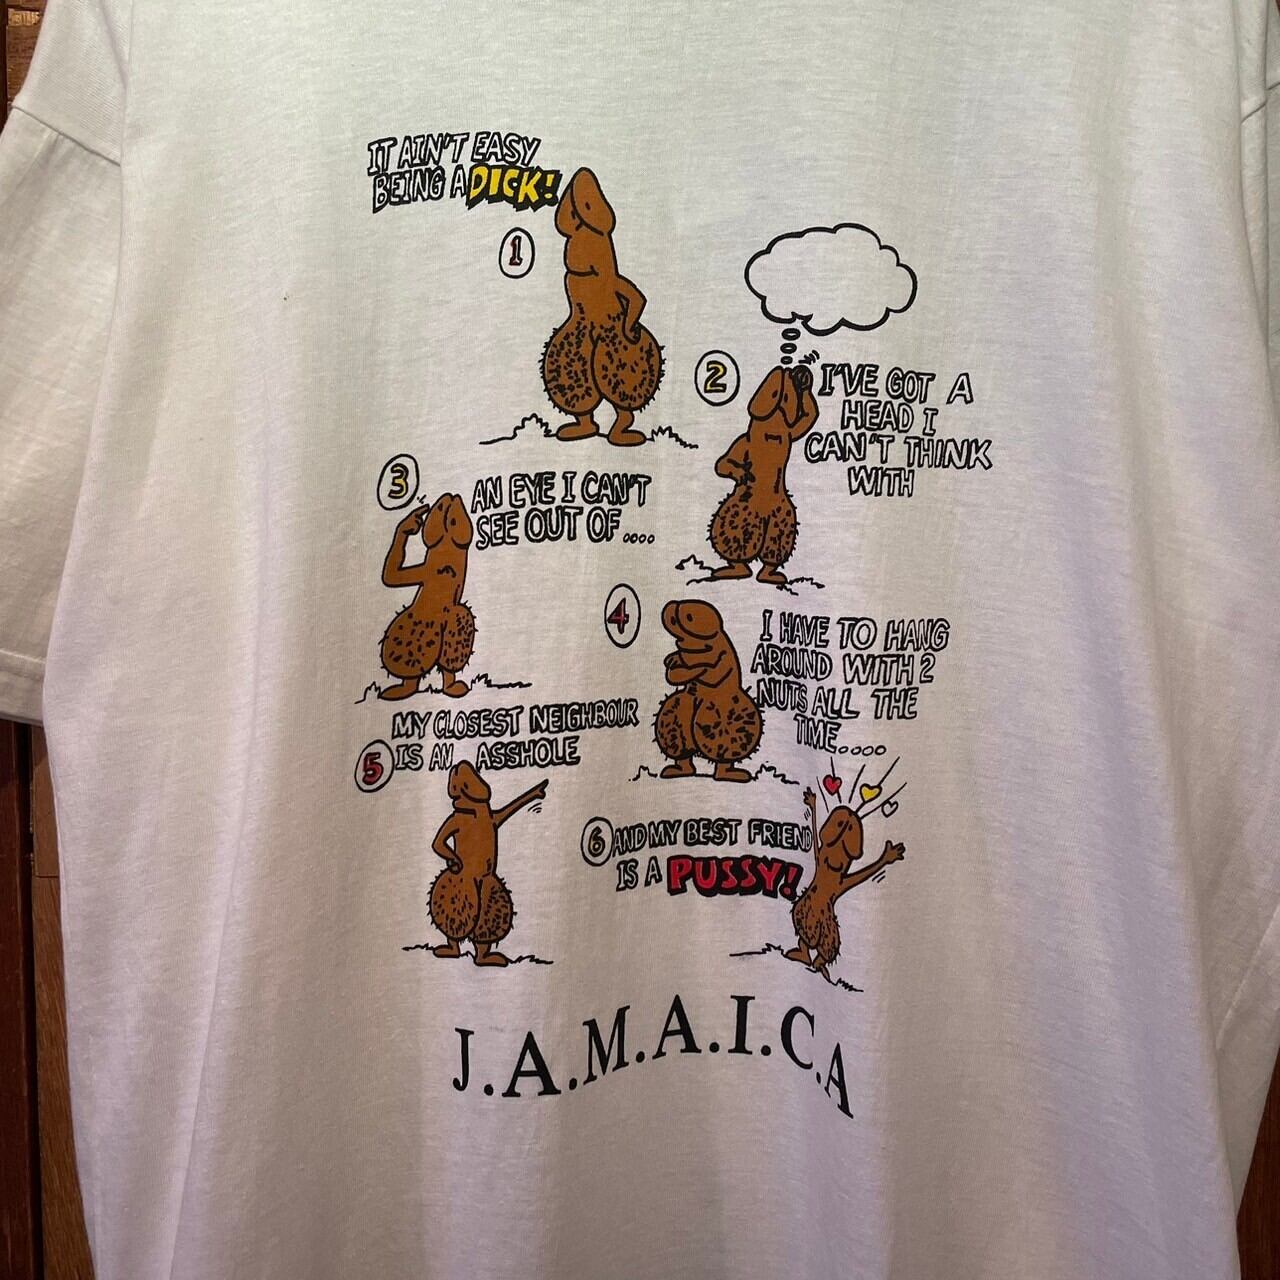 IT AIN'T EASY
BEING A DICK!
1
2
I'VE GOT A
HEAD I
CAN'T THINK
WITH
3
AN EYE I CAN'T
SEE OUT OF....
4
I HAVE TO HANG
AROUND WITH 2
NUTS ALL THE
TIME....
5
MY CLOSEST NEIGHBOUR
IS AN ASSHOLE
6
AND MY BEST FRIEND
IS A PUSSY!
J.A.M.A.I.C.A